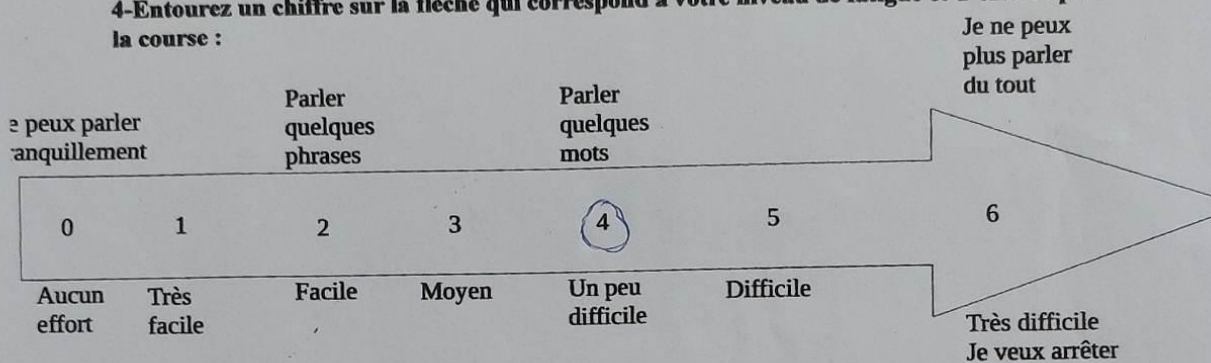 4-Entourez un chiffre sur la flèche qui correspond à votre niveau de
la course :
Je ne peux
plus parler
du tout
Parler
quelques
phrases
Parler
quelques
mots
e peux parler
anquillement
0 1 2 3 4 5 6
Aucun
effort
Très
facile
Facile
Moyen
Un peu
difficile
Difficile
Très difficile
Je veux arrêter